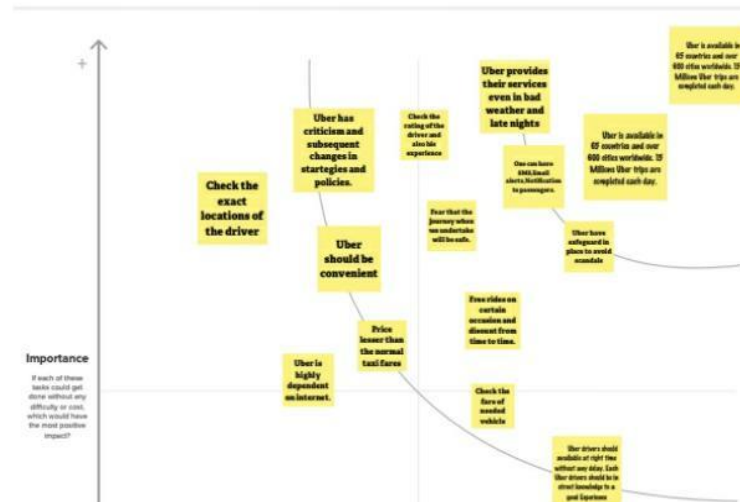 +
Uber is available in
65 countries and over
600 cities worldwide. 15
Millions Uber trips are
completed each day.
Uber provides
their services
even in bad
weather and
late nights
Uber has
criticism and
subsequent
changes in
startegies and
policies.
Check the
rating of the
driver and
also his
experience
Uber is available in
65 countries and over
600 cities worldwide. 15
Millions Uber trips are
completed each day.
One can have
SMS,Email
alerts,Notification
to passengers.
Check the
exact
locations of
the driver
Fear that the
journey when
we undertake
will be safe.
Uber
should be
convenient
Uber have
safeguard in
place to avoid
scandals
Free rides on
certain
occasion and
discount from
time to time.
Price
lesser than
the normal
taxi fares
Uber is
highly
dependent
on internet.
Importance
If each of these
tasks could get
done without any
difficulty or cost,
which would have
the most positive
impact?
Check the
fare of
needed
vehicle
Uber drivers should
available at right time
without any delay. Each
Uber drivers should be in
street knowledge to a
good Experience